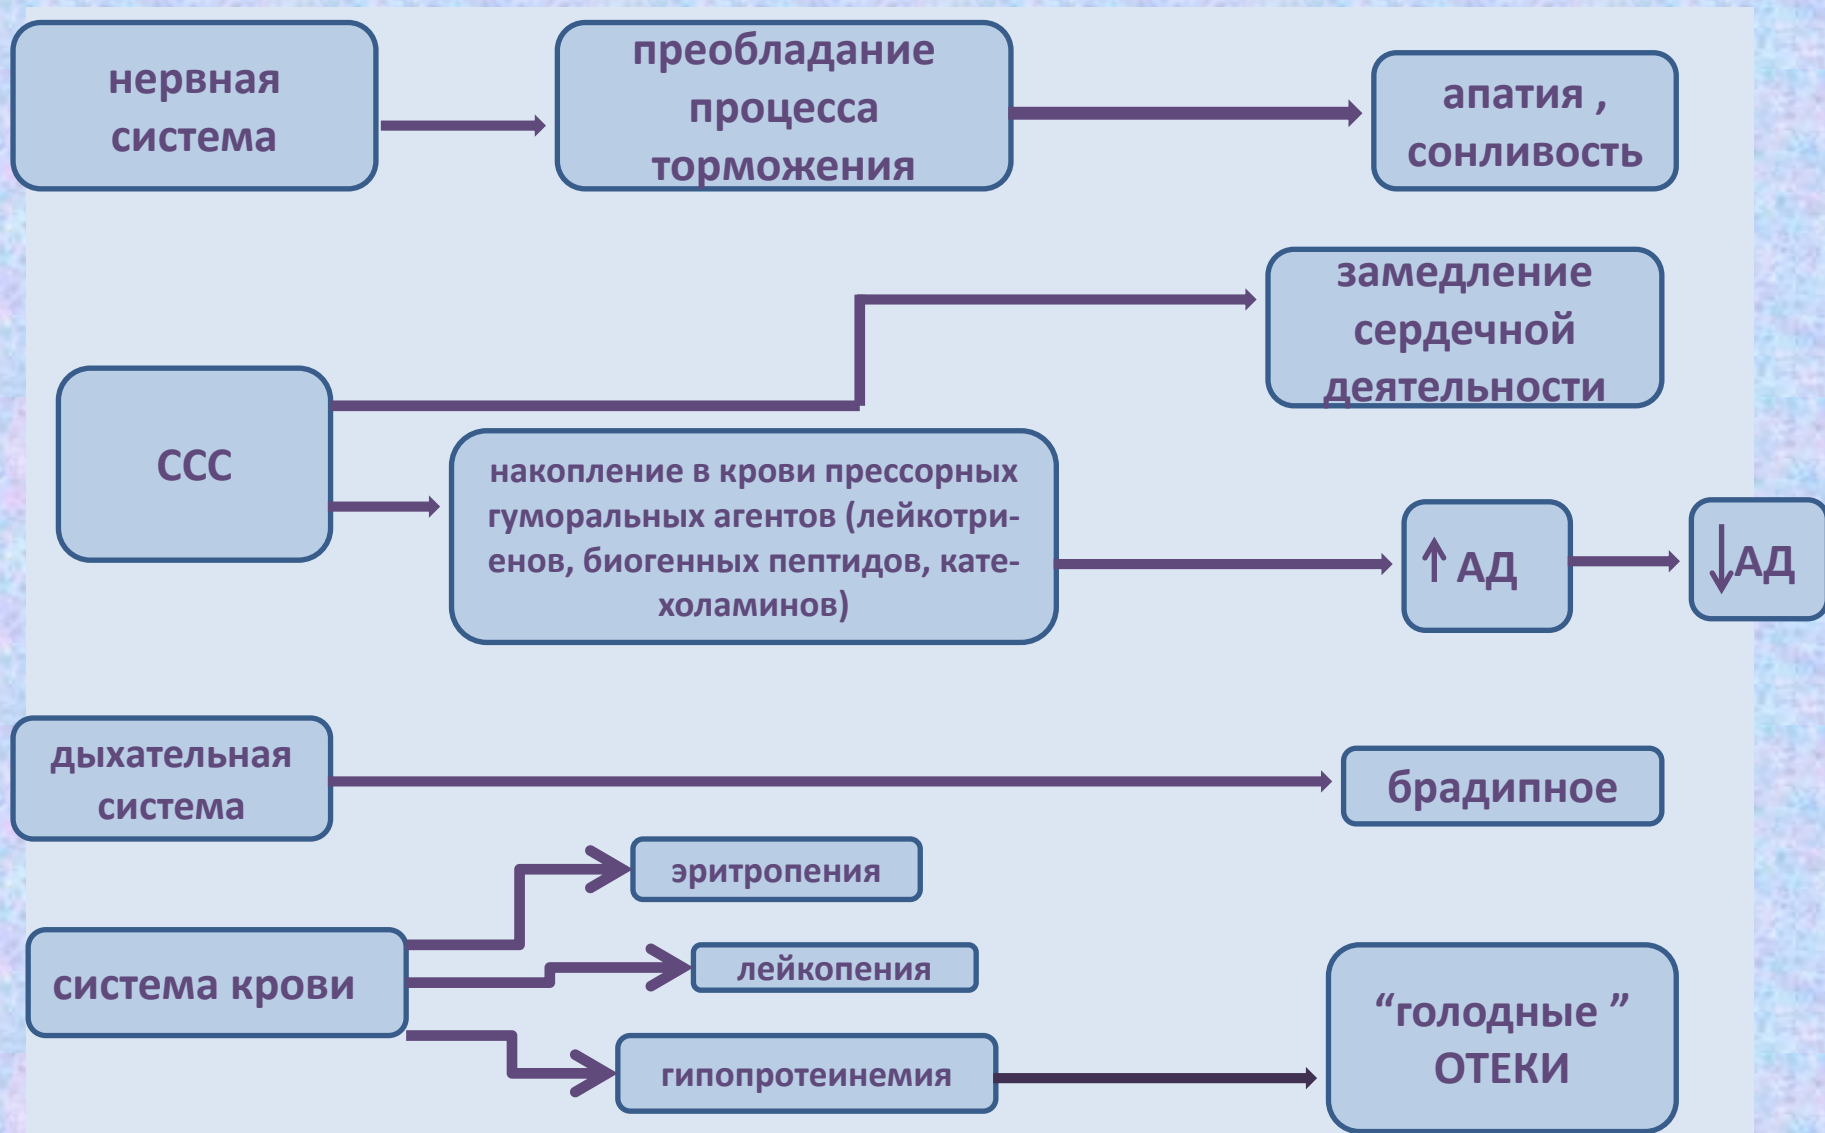 нервная
система
преобладание
процесса
торможения
апатия ,
сонливость
замедление
сердечной
деятельности
ССС
накопление в крови прессорных
гуморальных агентов (лейкотри-
енов, биогенных пептидов, кате-
холаминов)
↑ АД
↓АД
дыхательная
система
брадипное
эритропения
система крови
лейкопения
“голодные ”
ОТЕКИ
гипопротеинемия